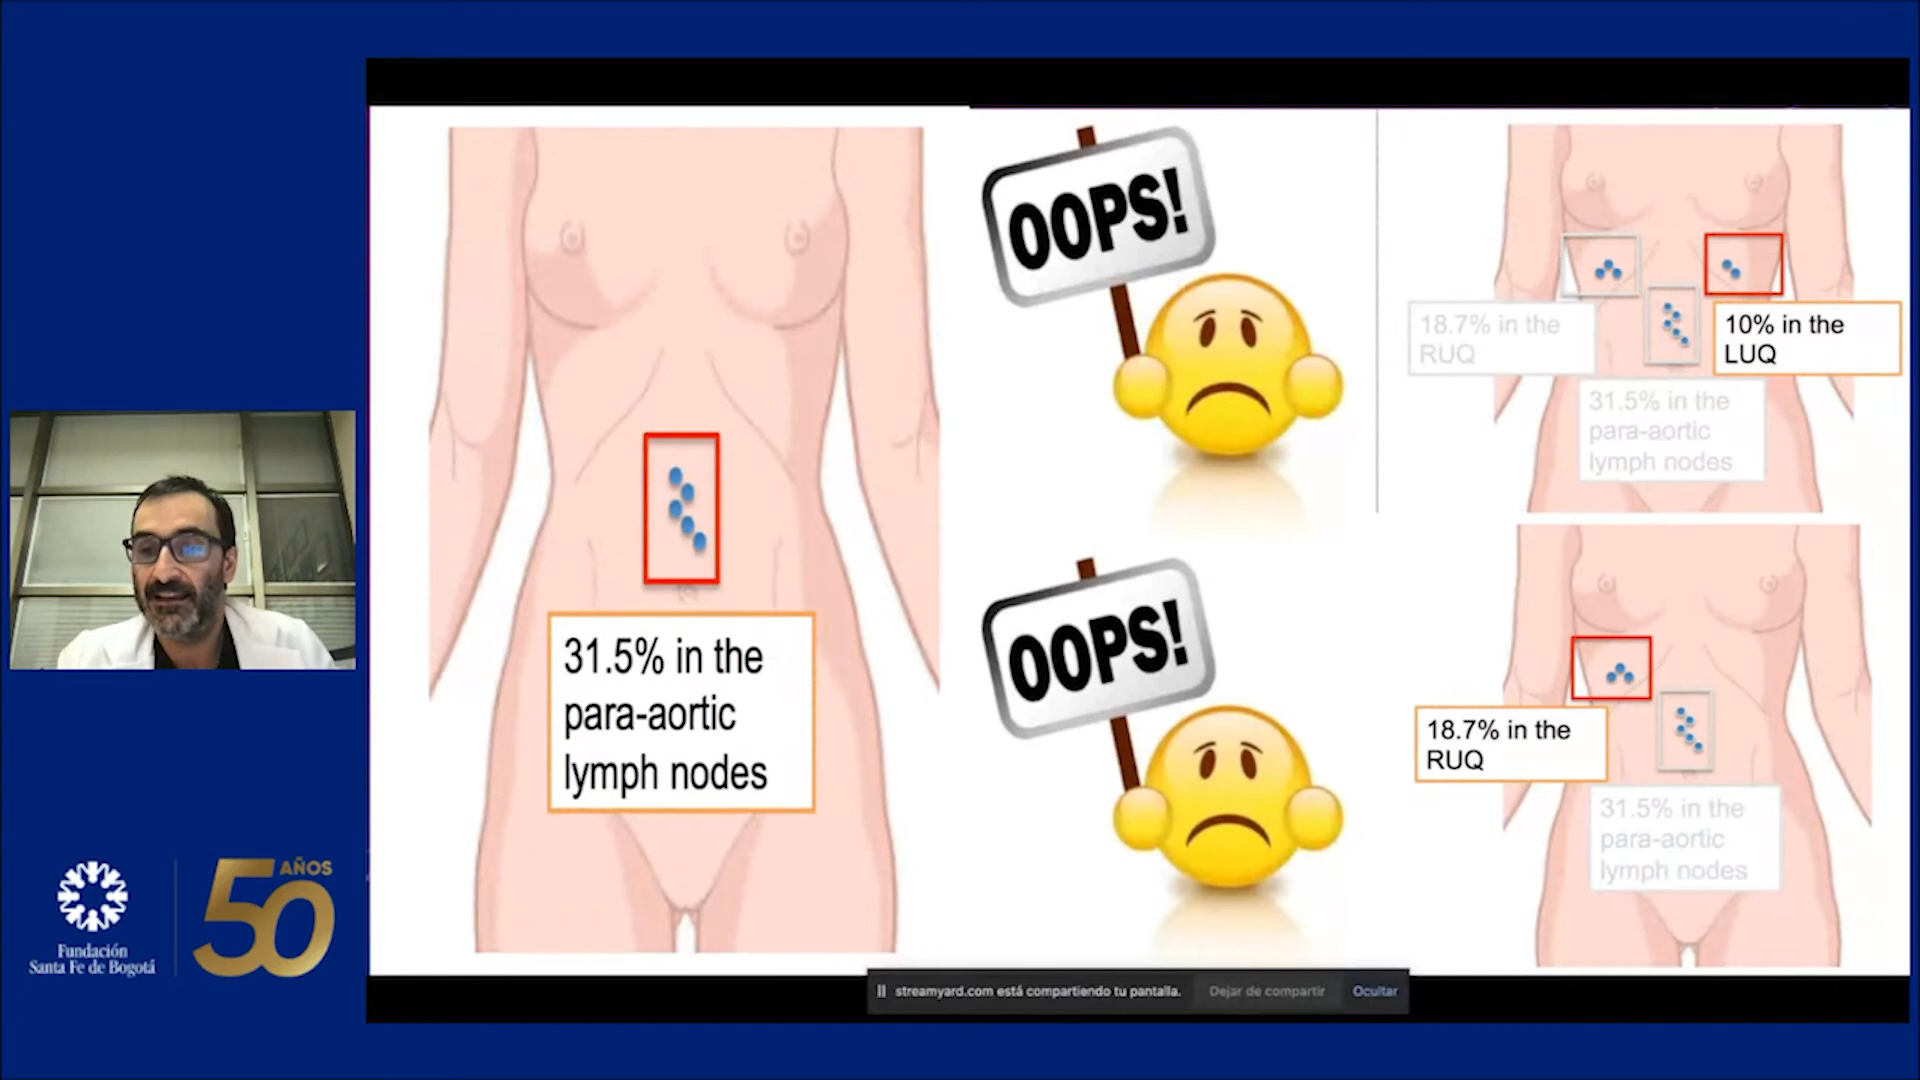 31.5% in the
para-aortic
lymph nodes
OOPS!
OOPS!
18.7% in the
RUQ
10% in the
LUQ
31.5% in the
para-aortic
lymph nodes
18.7% in the
RUQ
31.5% in the
para-aortic
lymph nodes
Fundación
Santa Fe de Bogotá
50 AÑOS
streamyard.com está compartiendo tu pantalla. Dejar de compartir Ocultar